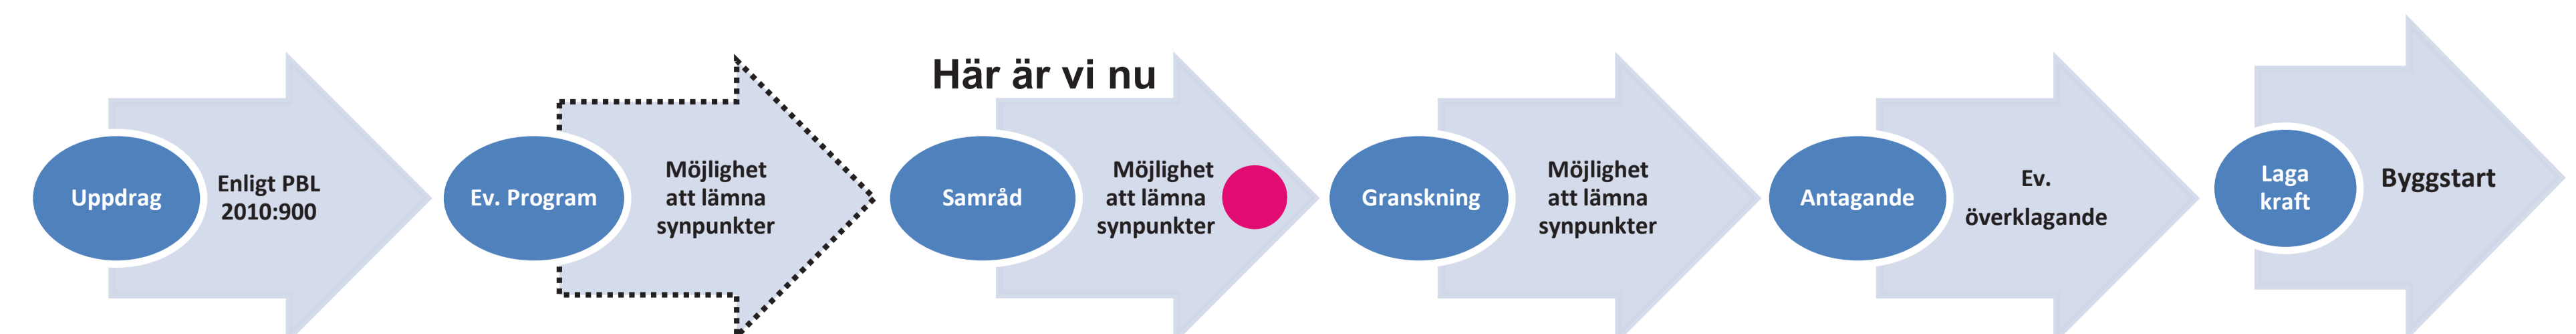 Här är vi nu
Uppdrag
Enligt PBL
2010:900
Ev. Program
Möjlighet
att lämna
synpunkter
Samråd
Möjlighet
att lämna
synpunkter
Granskning
Möjlighet
att lämna
synpunkter
Antagande
Ev.
överklagande
Laga
kraft
Byggstart